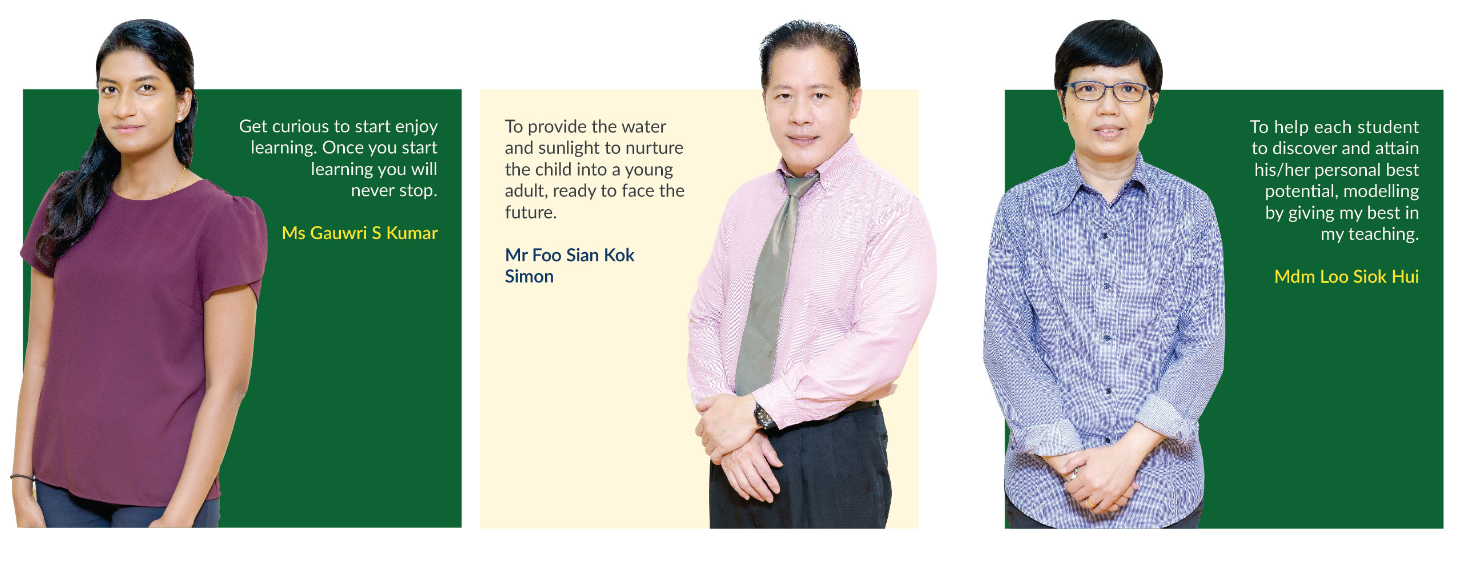 Get curious to start enjoy
learning. Once you start
learning you will
never stop.
Ms Gauwri S Kumar
To provide the water
and sunlight to nurture
the child into a young
adult, ready to face the
future.
Mr Foo Sian Kok
Simon
To help each student
to discover and attain
his/her personal best
potential, modelling
by giving my best in
my teaching.
Mdm Loo Siok Hui